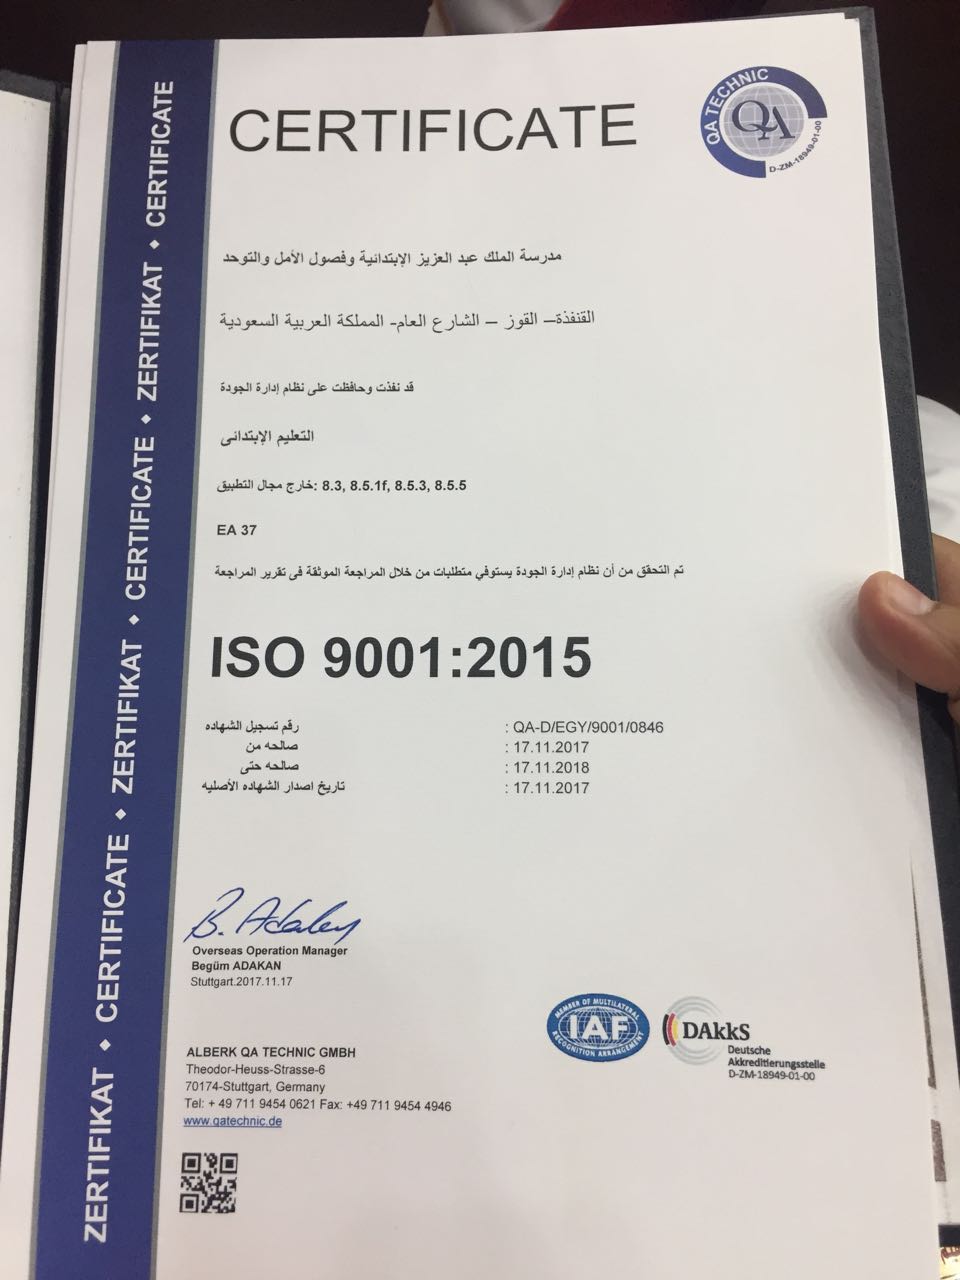 CERTIFICATE
QA TECHNIC
QA
D-ZM-18949-01-00
مدرسة الملك عبد العزيز الإبتدائية وفصول الأمل والتوحد
القنفذة– القوز – الشارع العام- المملكة العربية السعودية
قد نفذت وحافظت على نظام إدارة الجودة
التعليم الإبتدائى
خارج مجال التطبيق: 8.3, 8.5.1f, 8.5.3, 8.5.5
EA 37
تم التحقق من أن نظام إدارة الجودة يستوفي متطلبات من خلال المراجعة الموثقة فى تقرير المراجعة
ISO 9001:2015
رقم تسجيل الشهاده : QA-D/EGY/9001/0846
صالحه من : 17.11.2017
صالحه حتى : 17.11.2018
تاريخ اصدار الشهاده الأصليه : 17.11.2017
B. Adakan
Overseas Operation Manager
Begüm ADAKAN
Stuttgart.2017.11.17
MEMBER OF MULTILATERAL
IAF
RECOGNITION ARRANGEMENT
DAkkS
Deutsche
Akkreditierungsstelle
D-ZM-18949-01-00
ALBERK QA TECHNIC GMBH
Theodor-Heuss-Strasse-6
70174-Stuttgart, Germany
Tel: + 49 711 9454 0621 Fax: +49 711 9454 4946
www.qatechnic.de
ZERTIFIKAT ♦ CERTIFICATE ♦ ZERTIFIKAT ♦ CERTIFICATE ♦ ZERTIFIKAT ♦ CERTIFICATE